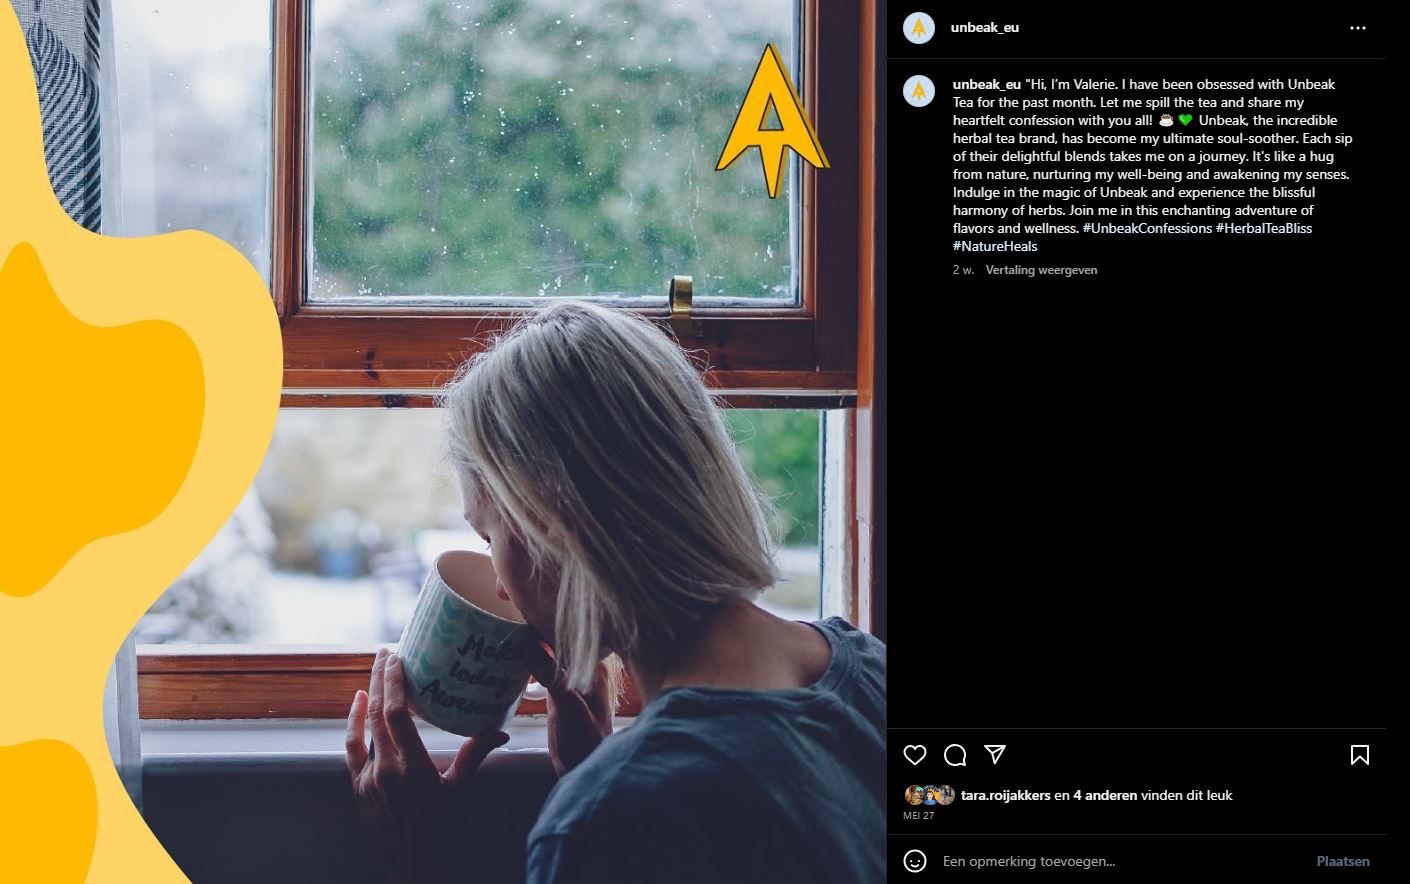 unbeak_eu
unbeak_eu "Hi, I'm Valerie. I have been obsessed with Unbeak
Tea for the past month. Let me spill the tea and share my
heartfelt confession with you all! ☕💚 Unbeak, the incredible
herbal tea brand, has become my ultimate soul-soother. Each sip
of their delightful blends takes me on a journey. It's like a hug
from nature, nurturing my well-being and awakening my senses.
Indulge in the magic of Unbeak and experience the blissful
harmony of herbs. Join me in this enchanting adventure of
flavors and wellness. #UnbeakConfessions #HerbalTeaBliss
#NatureHeals
2 w. Vertaling weergeven
Make
today
Awesome
tara.roijakkers en 4 anderen vinden dit leuk
MEI 27
Een opmerking toevoegen... Plaatsen